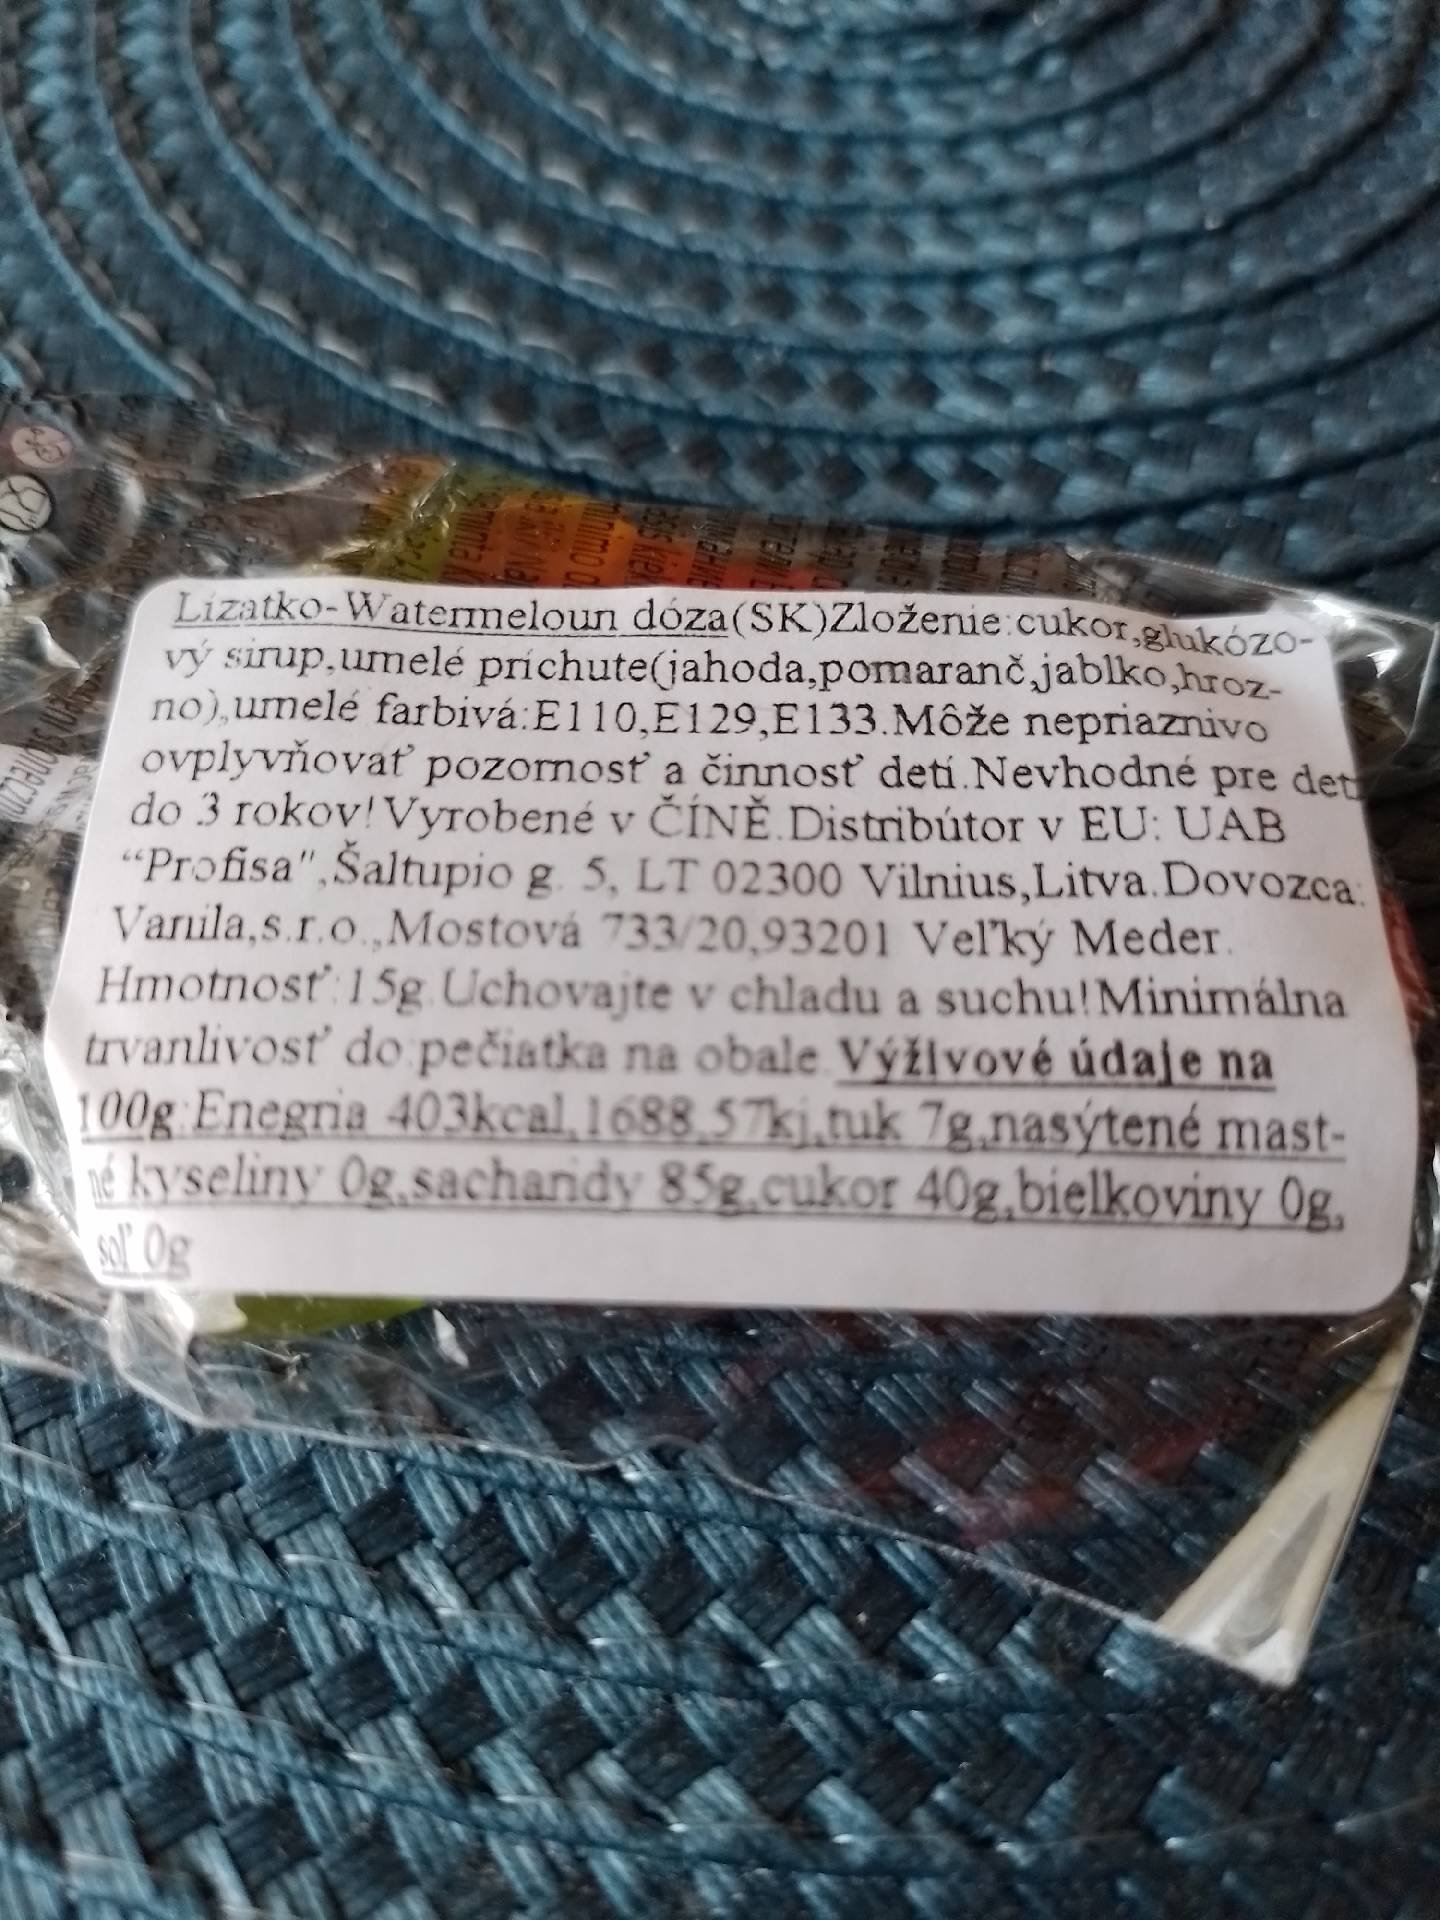 Lízatko-Watermeloun dóza(SK)Zloženie:cukor,glukózo-
vý sirup,umelé príchute(jahoda,pomaranč,jablko,hroz-
no),umelé farbivá:E110,E129,E133.Môže nepriaznivo
ovplyvňovať pozornosť a činnosť detí.Nevhodné pre deti
do 3 rokov!Vyrobené v ČÍNĚ.Distribútor v EU: UAB
“Profisa",Šaltupio g. 5, LT 02300 Vilnius,Litva.Dovozca:
Vanila,s.r.o.,Mostová 733/20,93201 Veľký Meder.
Hmotnosť:15g.Uchovajte v chladu a suchu!Minimálna
trvanlivosť do:pečiatka na obale.Výživové údaje na
100g:Enegria 403kcal,1688,57kj,tuk 7g,nasýtené mast-
né kyseliny 0g,sacharidy 85g,cukor 40g,bielkoviny 0g,
soľ 0g